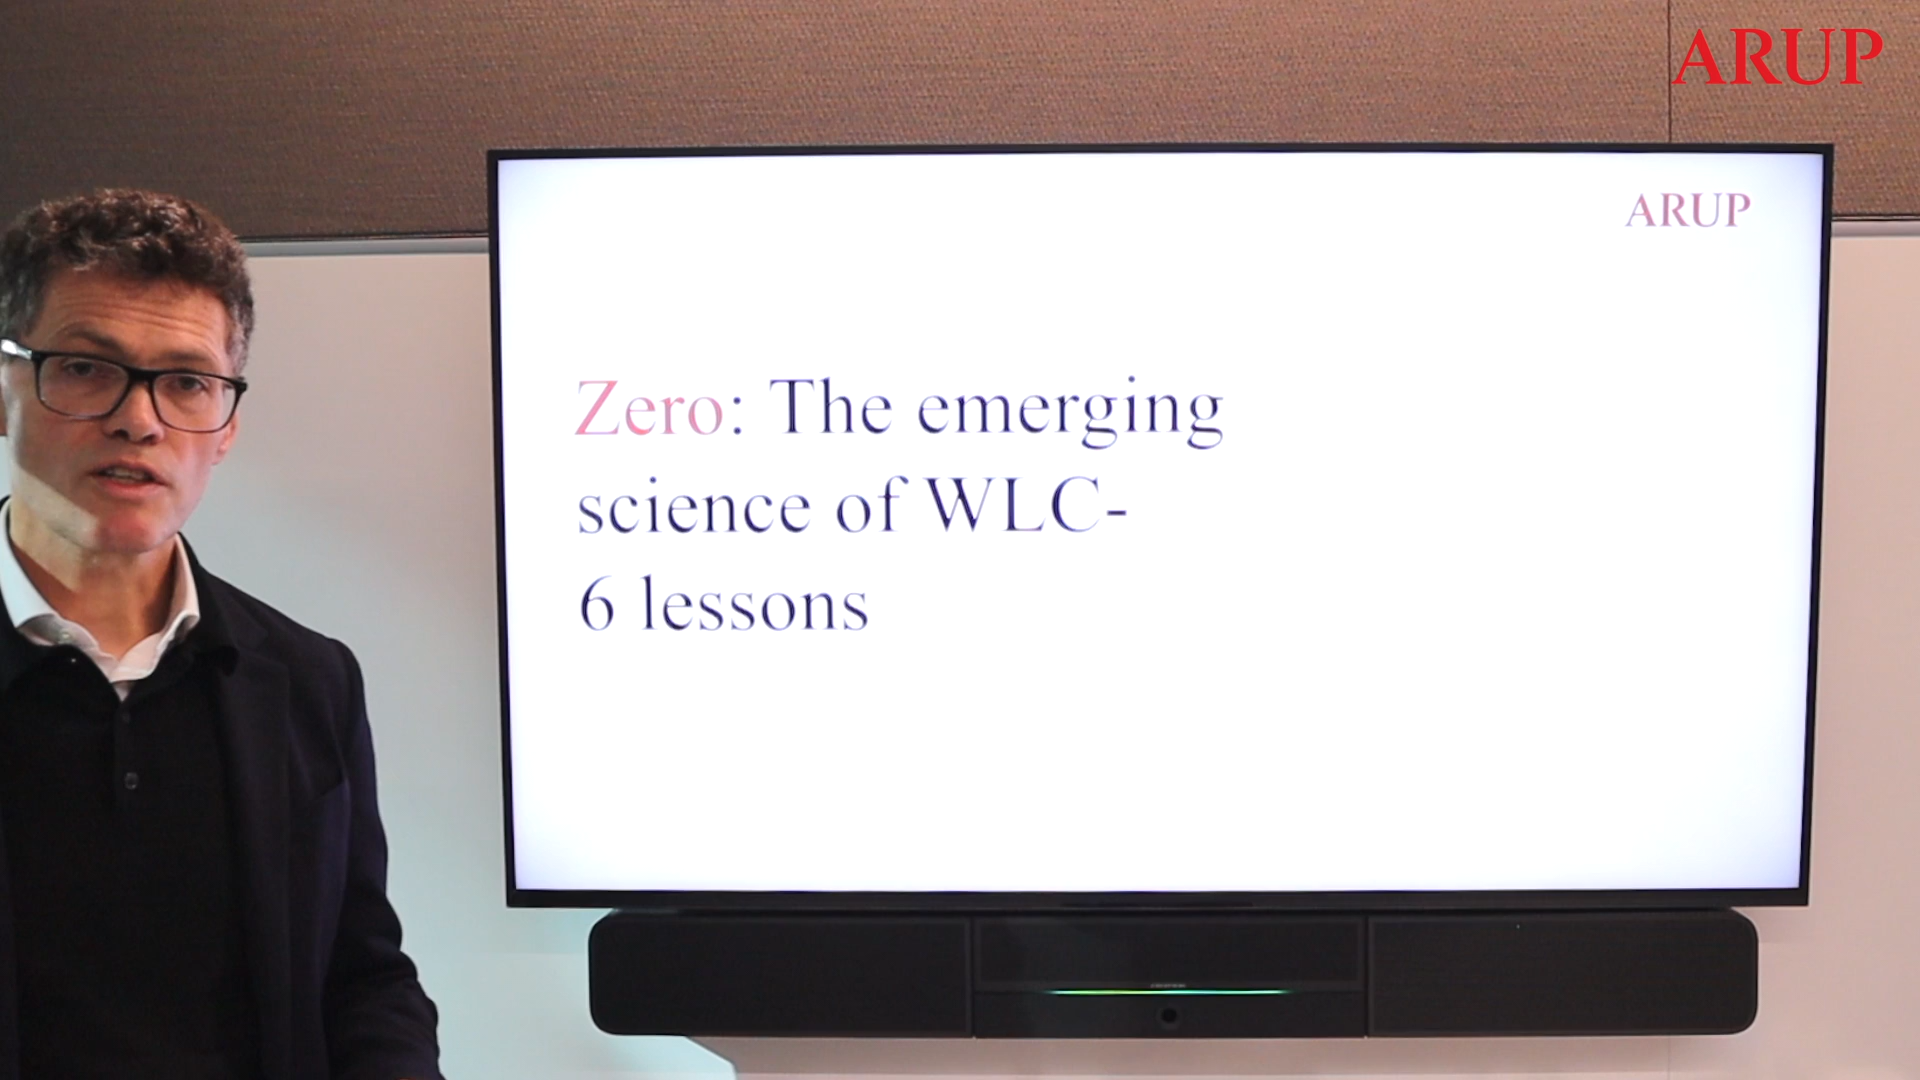 ARUP
ARUP
Zero: The emerging
science of WLC-
6 lessons